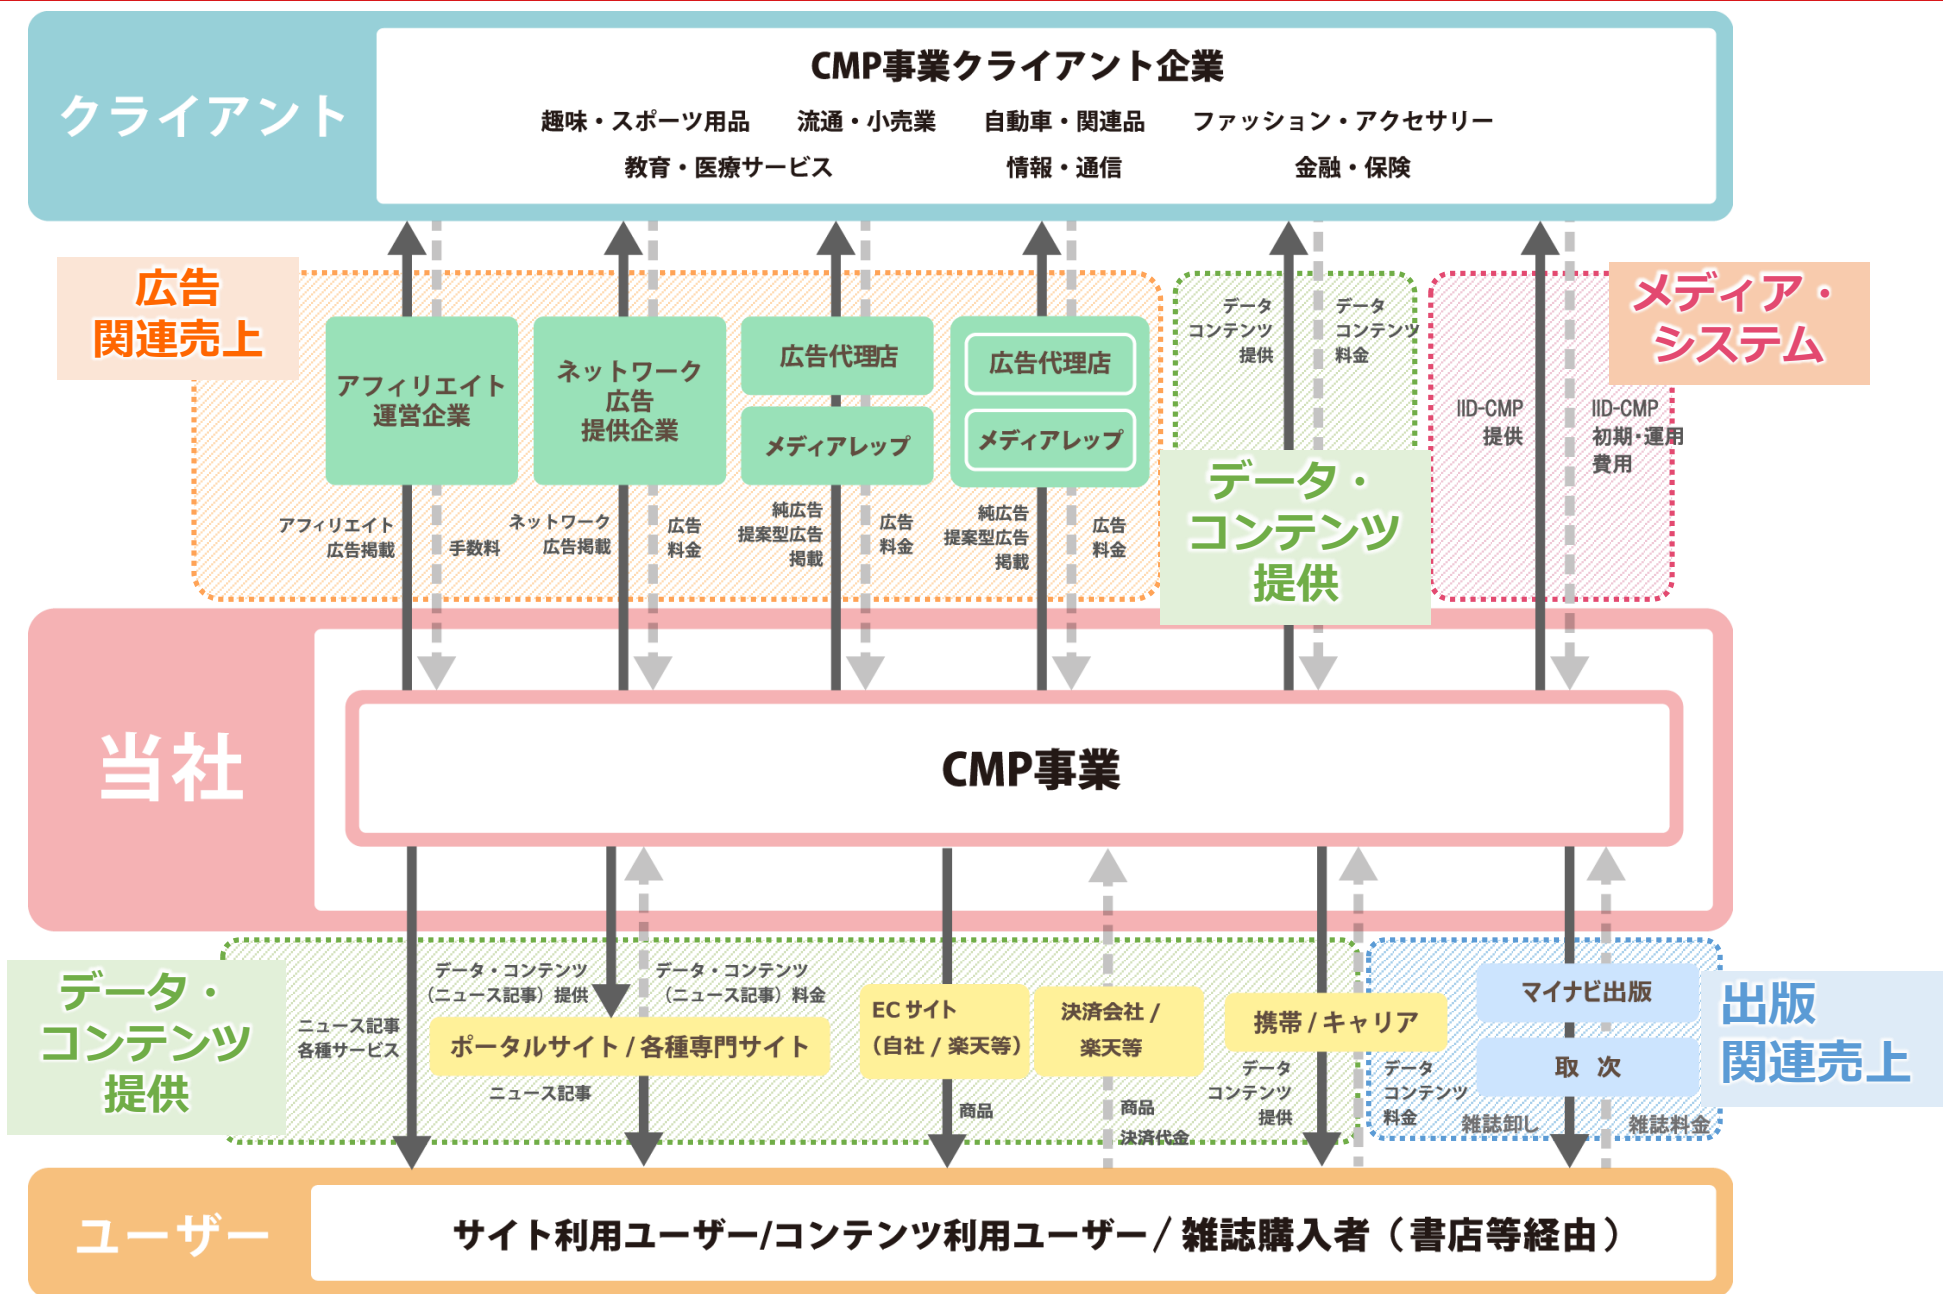 クライアント
CMP事業クライアント企業
趣味・スポーツ用品 流通・小売業 自動車・関連品 ファッション・アクセサリー
教育・医療サービス 情報・通信 金融・保険
広告
関連売上
アフィリエイト
運営企業
ネットワーク
広告
提供企業
広告代理店
メディアレップ
広告代理店
メディアレップ
アフィリエイト
広告掲載
手数料
ネットワーク
広告掲載
広告
料金
純広告
提案型広告
掲載
広告
料金
純広告
提案型広告
掲載
広告
料金
データ
コンテンツ
提供
データ
コンテンツ
料金
データ・
コンテンツ
提供
メディア・
システム
IID-CMP
提供
IID-CMP
初期・運用
費用
当社
CMP事業
データ・
コンテンツ
提供
ニュース記事
各種サービス
データ・コンテンツ
（ニュース記事）提供
データ・コンテンツ
（ニュース記事）料金
ポータルサイト / 各種専門サイト
ニュース記事
ECサイト
（自社 / 楽天等）
商品
決済会社 /
楽天等
商品
決済代金
携帯 / キャリア
データ
コンテンツ
提供
データ
コンテンツ
料金
マイナビ出版
取 次
雑誌卸し
雑誌料金
出版
関連売上
ユーザー
サイト利用ユーザー/コンテンツ利用ユーザー / 雑誌購入者（書店等経由）